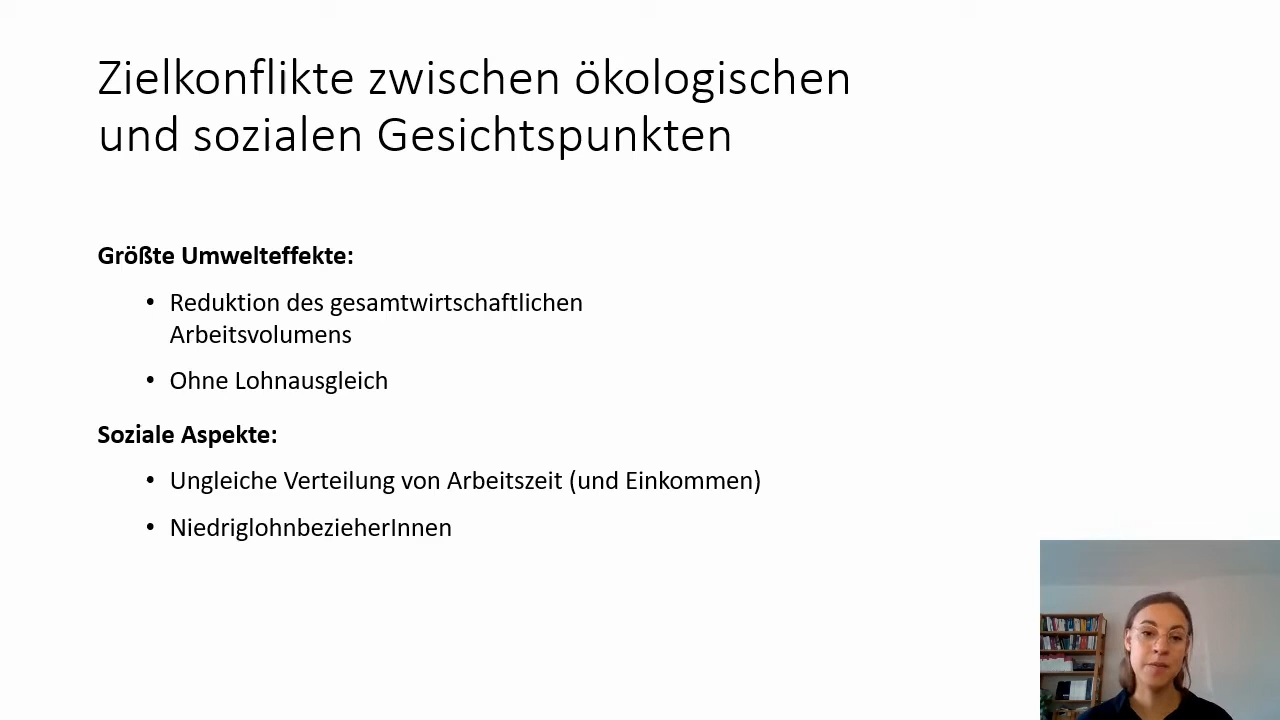 Zielkonflikte zwischen ökologischen
und sozialen Gesichtspunkten
Größte Umwelteffekte:
• Reduktion des gesamtwirtschaftlichen
Arbeitsvolumens
• Ohne Lohnausgleich
Soziale Aspekte:
• Ungleiche Verteilung von Arbeitszeit (und Einkommen)
• NiedriglohnbezieherInnen